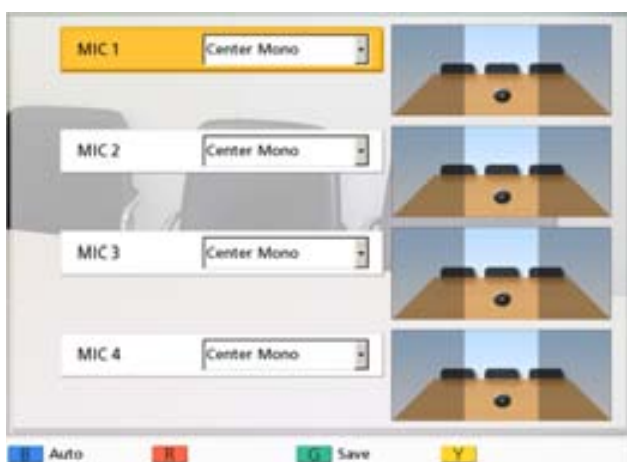 MIC 1 Center Mono
MIC 2 Center Mono
MIC 3 Center Mono
MIC 4 Center Mono
B Auto R G Save Y